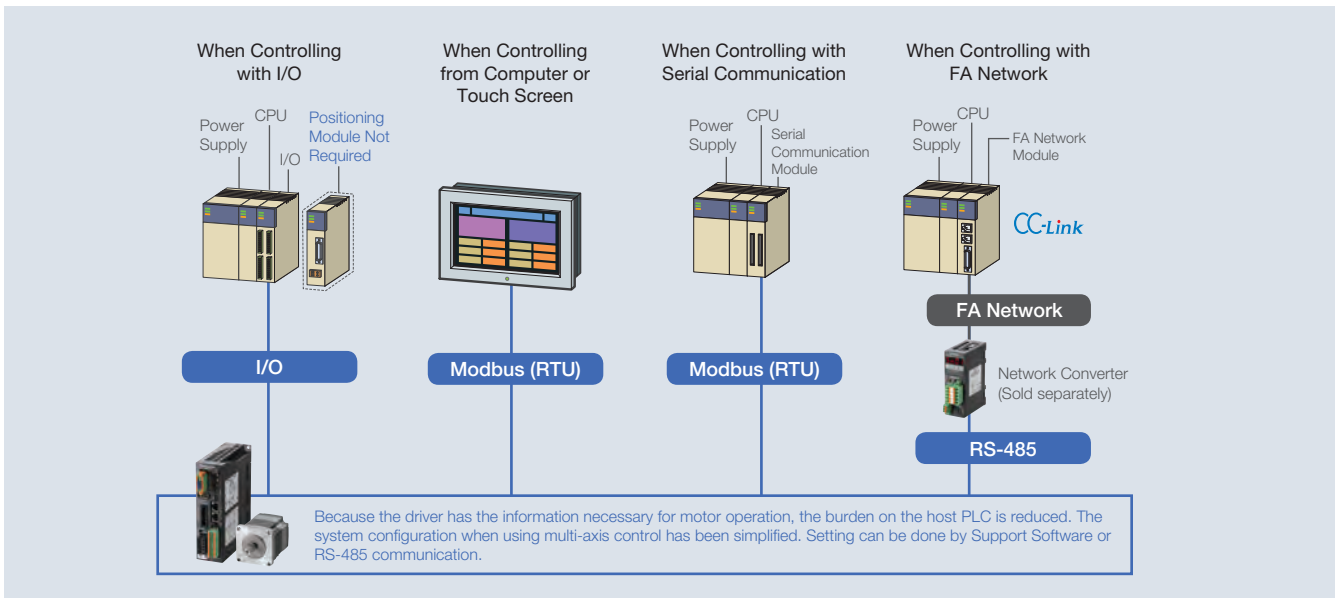 When Controlling
with I/O
When Controlling
from Computer or
Touch Screen
When Controlling with
Serial Communication
When Controlling with
FA Network
Power
Supply
CPU
I/O
Positioning
Module Not
Required
Power
Supply
CPU
Serial
Communication
Module
Power
Supply
CPU
FA Network
Module
CC-Link
FA Network
I/O
Modbus (RTU)
Modbus (RTU)
Network Converter
(Sold separately)
RS-485
Because the driver has the information necessary for motor operation, the burden on the host PLC is reduced. The
system configuration when using multi-axis control has been simplified. Setting can be done by Support Software or
RS-485 communication.